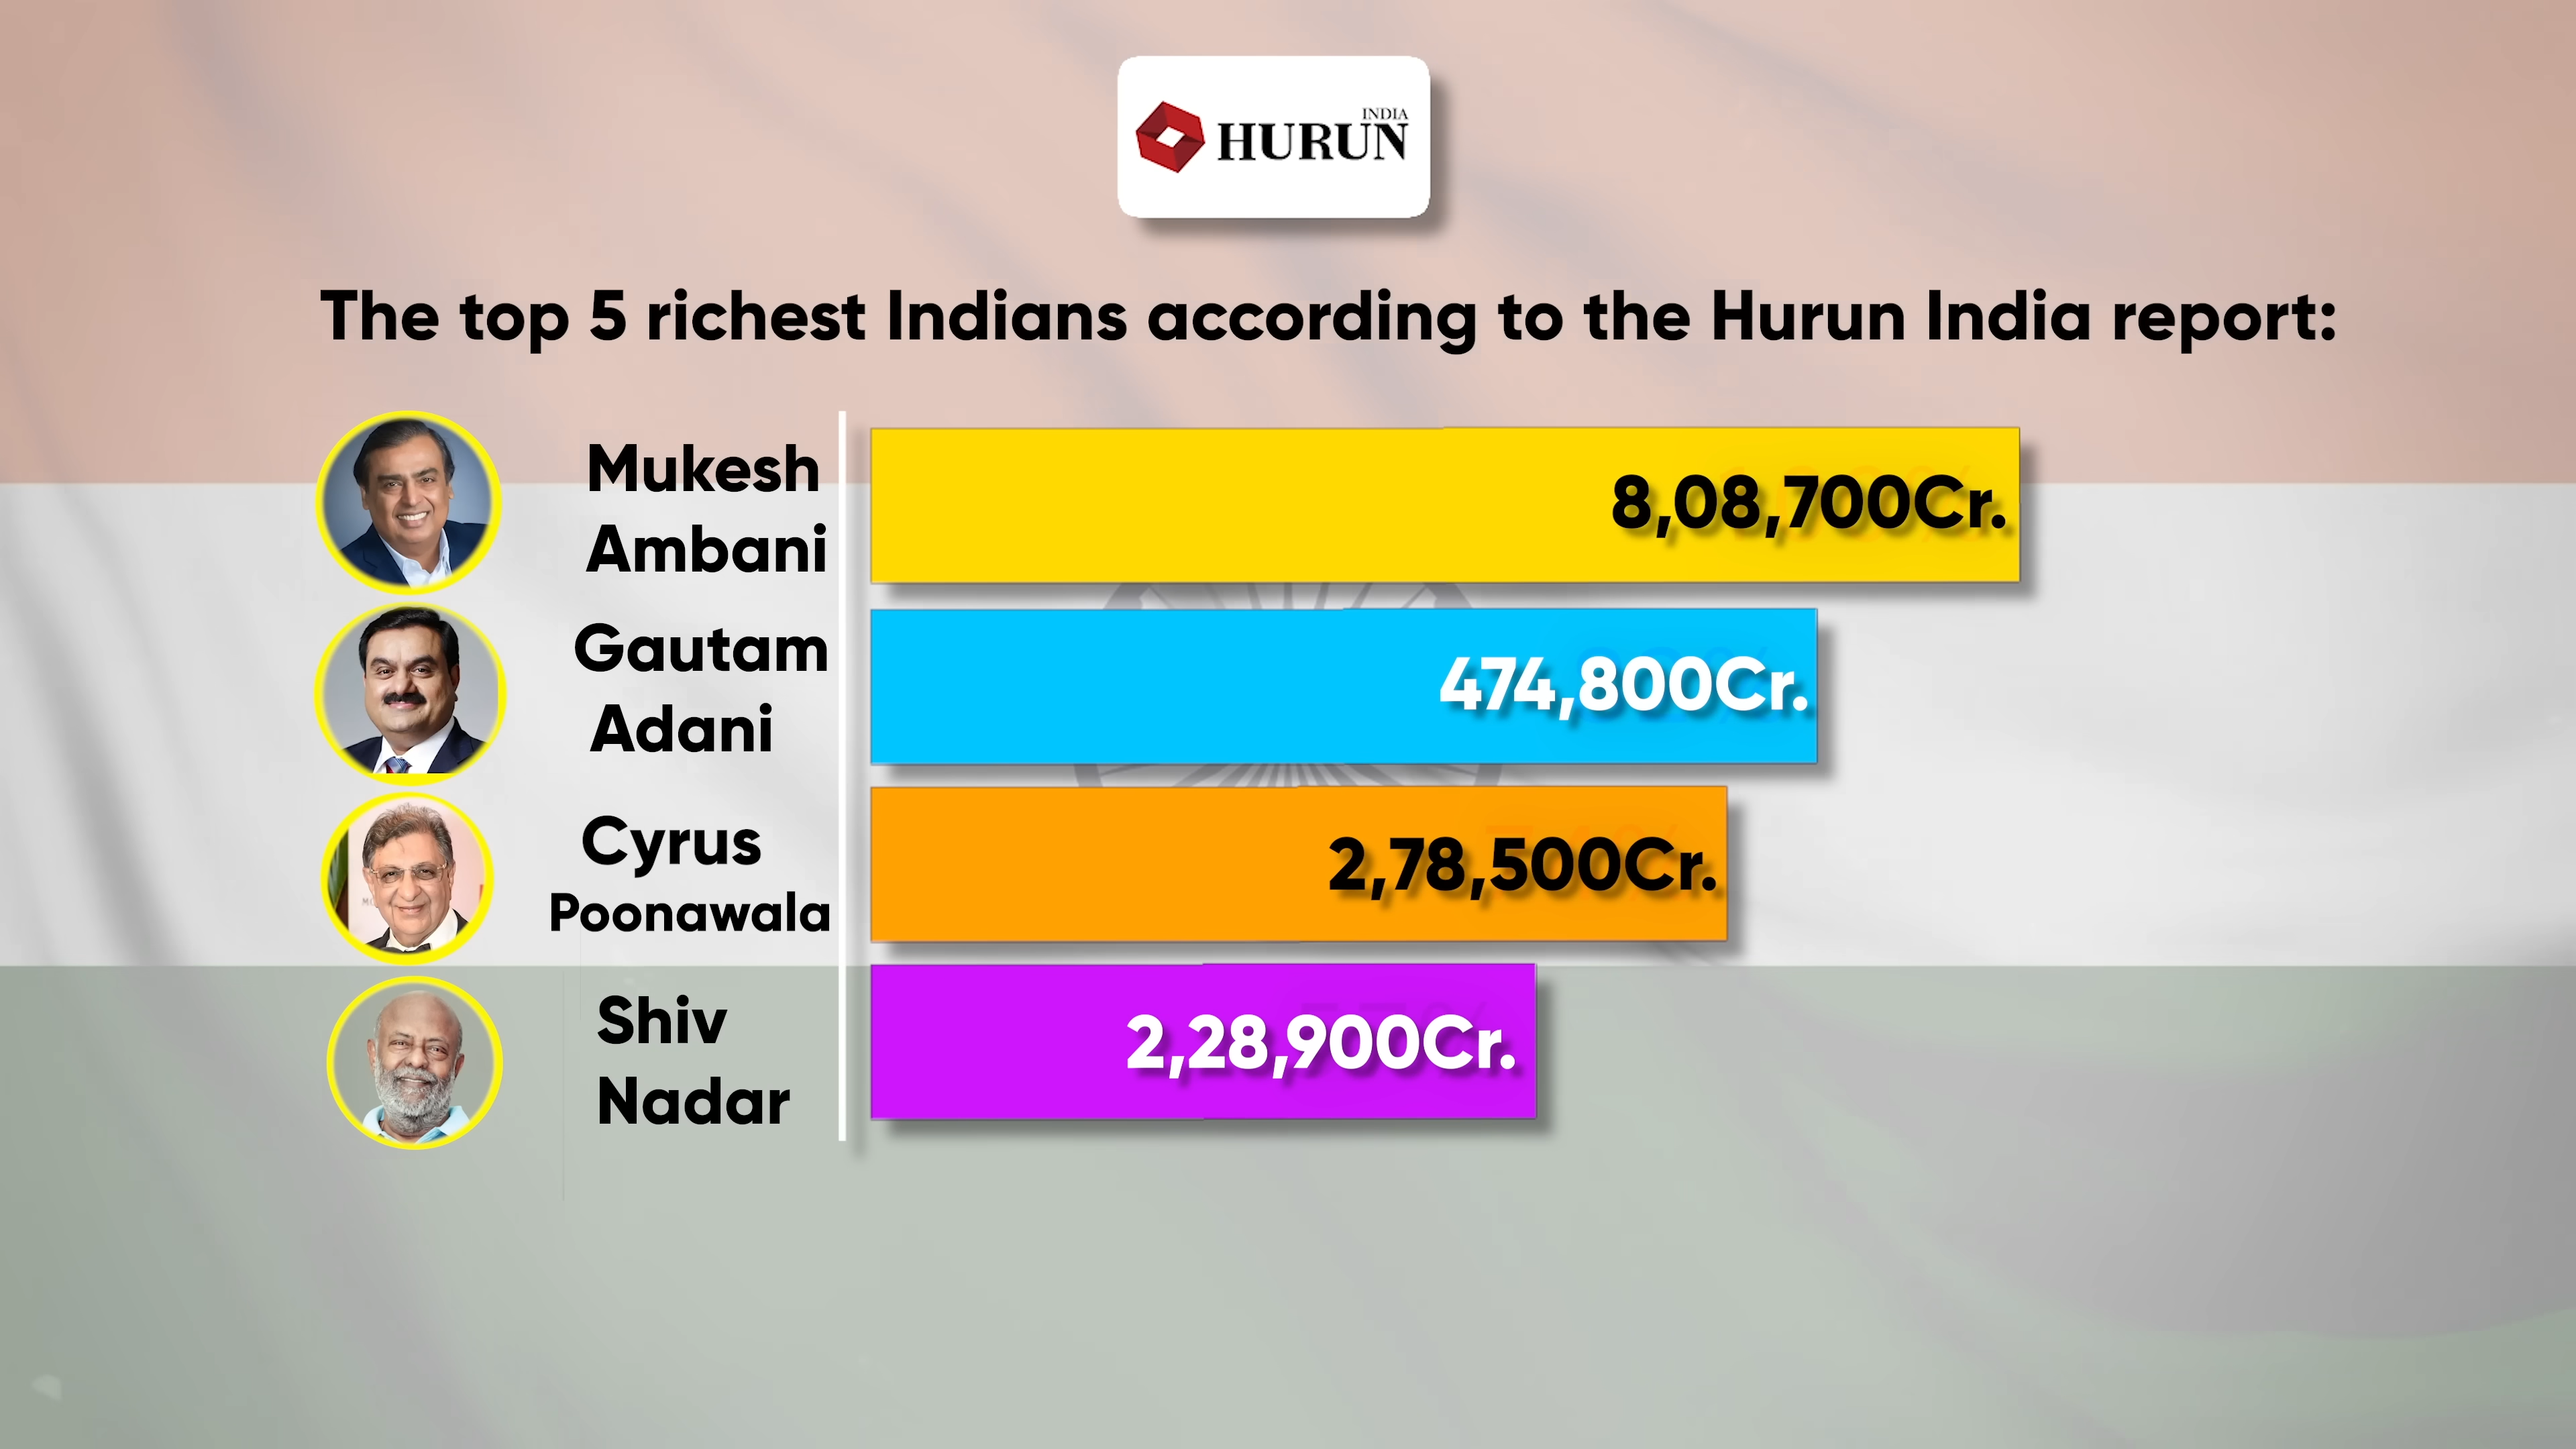 INDIA
HURUN
The top 5 richest Indians according to the Hurun India report:
Mukesh
Ambani
8,08,700Cr.
Gautam
Adani
474,800Cr.
Cyrus
Poonawala
2,78,500Cr.
Shiv
Nadar
2,28,900Cr.